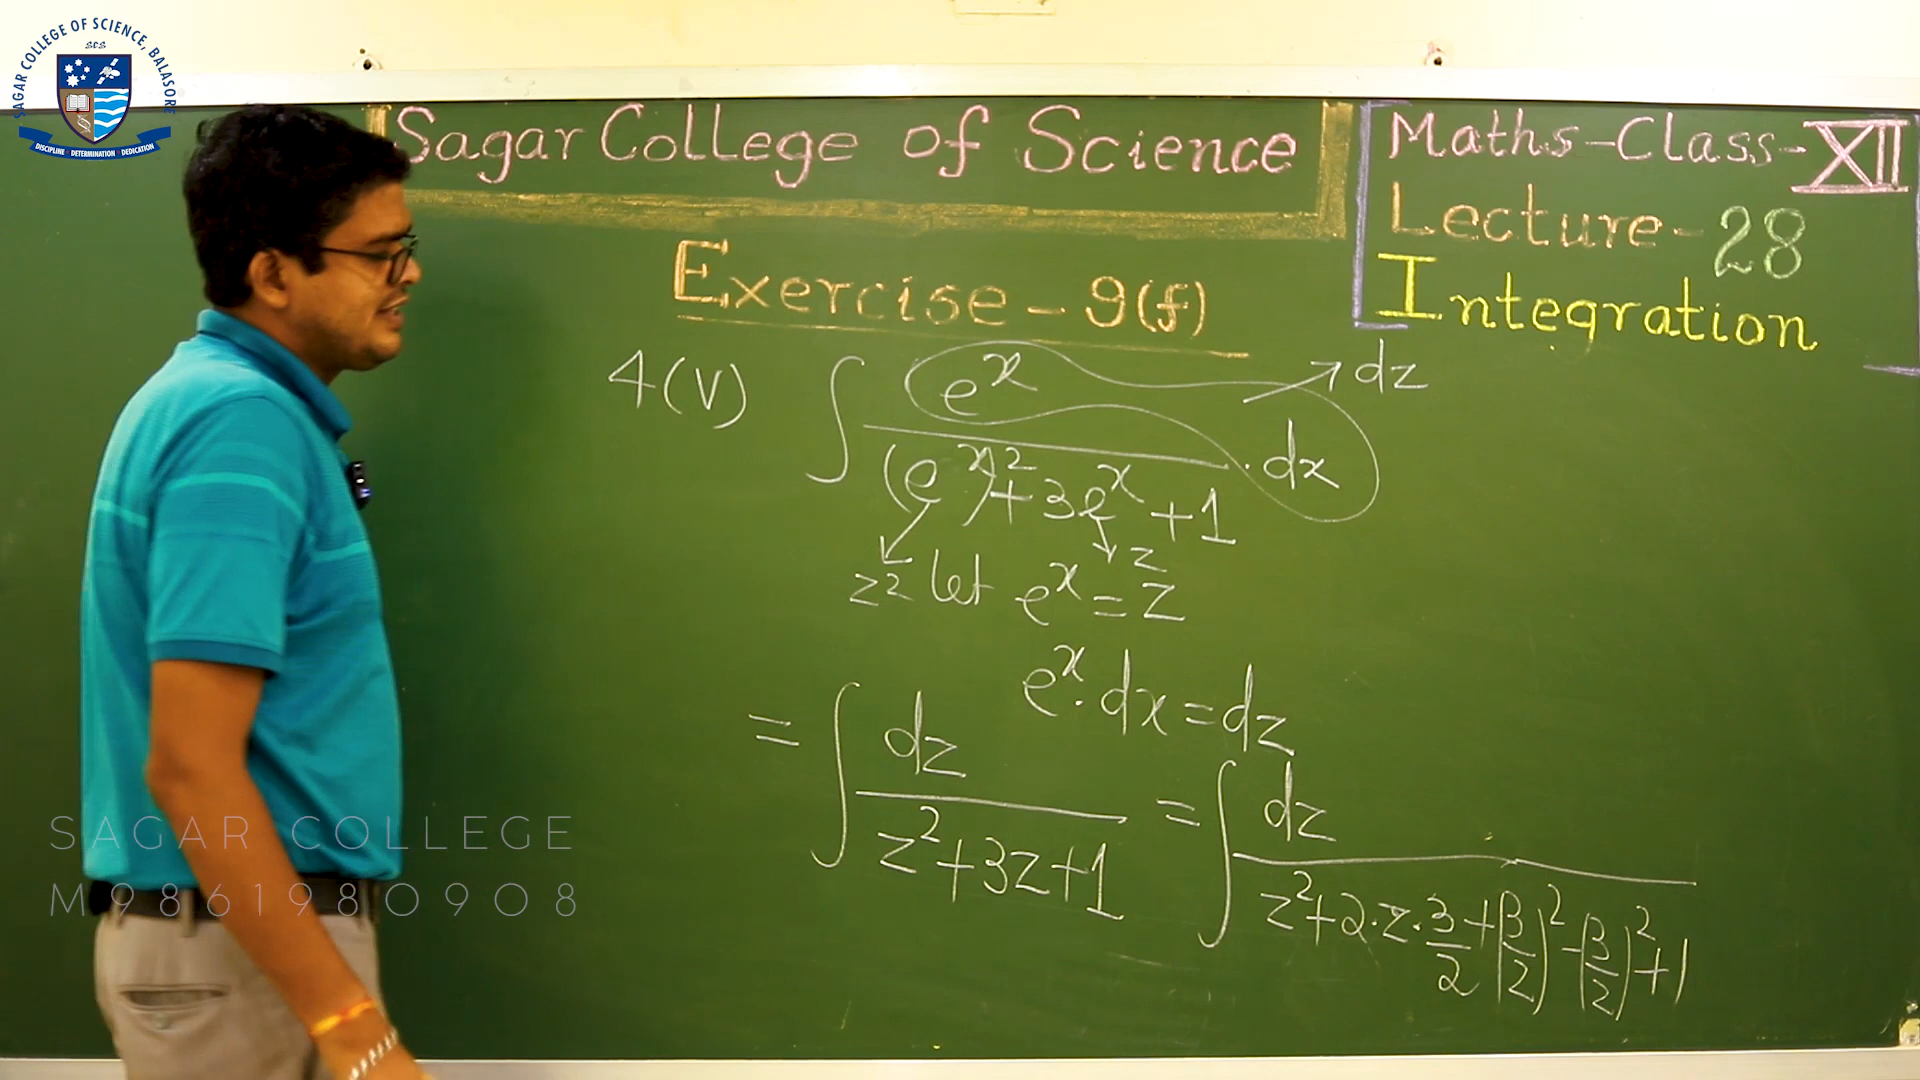 SAGAR COLLEGE OF SCIENCE, BALASORE
SCS
DISCIPLINE DETERMINATION DEDICATION
Sagar College of Science
Maths-Class-XII
Lecture-28
Integration
Exercise-9(f)
4(v) ∫ e^x / ((e^x)^2 + 3e^x + 1) . dx → dz
z^2 z
let e^x = z
e^x . dx = dz
= ∫ dz / (z^2 + 3z + 1) = ∫ dz / (z^2 + 2.z.3/2 + (3/2)^2 - (3/2)^2 + 1)
SAGAR COLLEGE
M9861980908